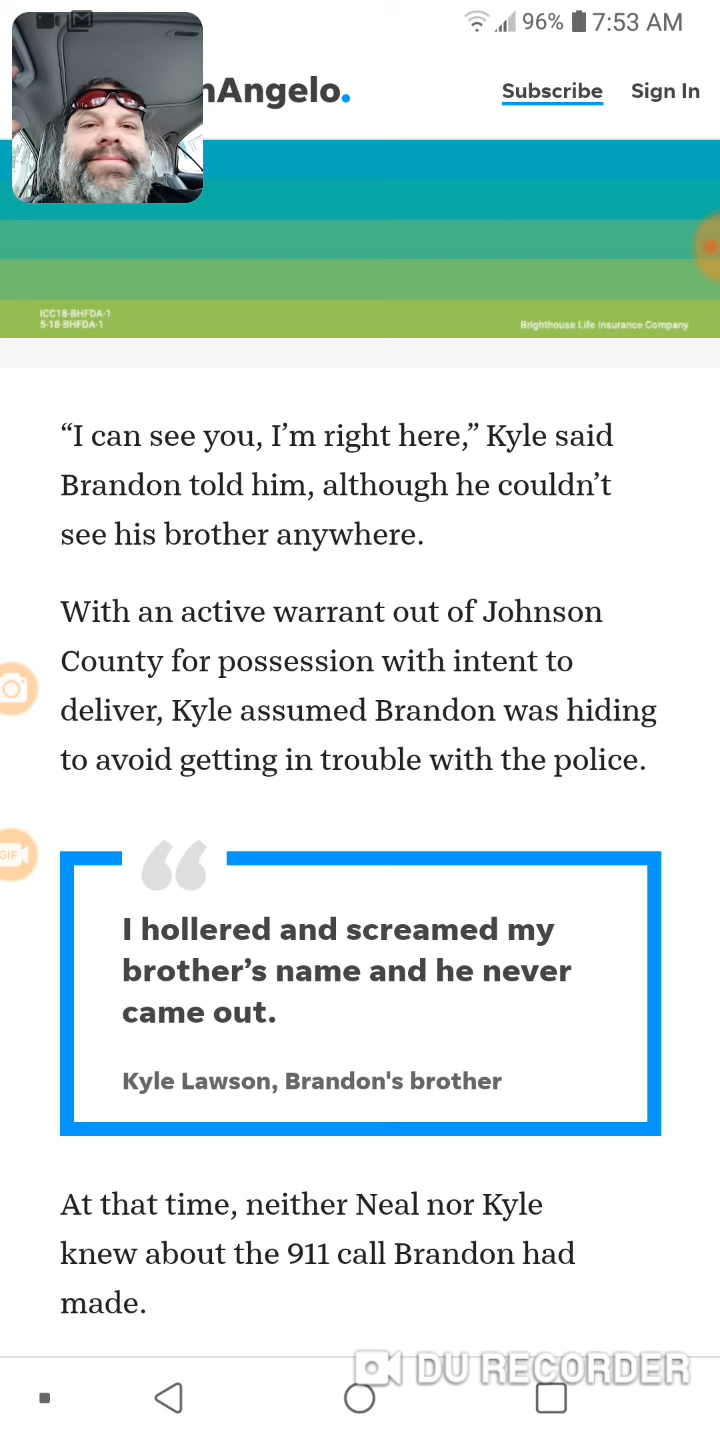 96% 7:53 AM
nAngelo.
Subscribe Sign In
ICC18-BHFDA-1
5-18-BHFDA-1
Brighthouse Life Insurance Company
“I can see you, I’m right here,” Kyle said
Brandon told him, although he couldn’t
see his brother anywhere.
With an active warrant out of Johnson
County for possession with intent to
deliver, Kyle assumed Brandon was hiding
to avoid getting in trouble with the police.
GIF
“
I hollered and screamed my
brother’s name and he never
came out.
Kyle Lawson, Brandon's brother
At that time, neither Neal nor Kyle
knew about the 911 call Brandon had
made.
DU RECORDER